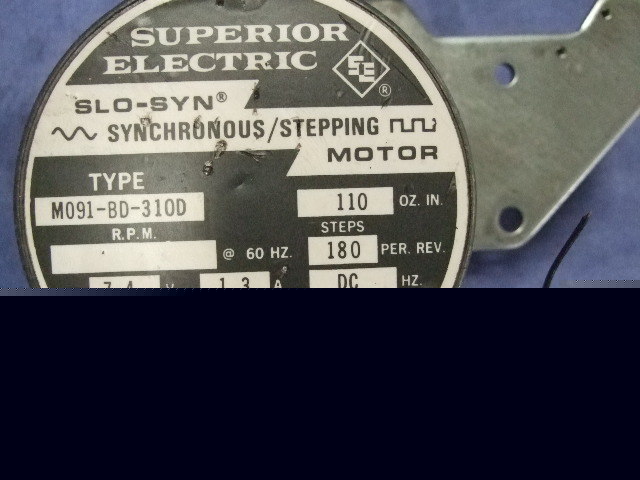 SUPERIOR
ELECTRIC
SE ®
SLO-SYN®
SYNCHRONOUS/STEPPING
MOTOR
TYPE
M091-BD-310D
110 OZ. IN.
R.P.M.
STEPS
@ 60 HZ.
180 PER. REV.
DC HZ.